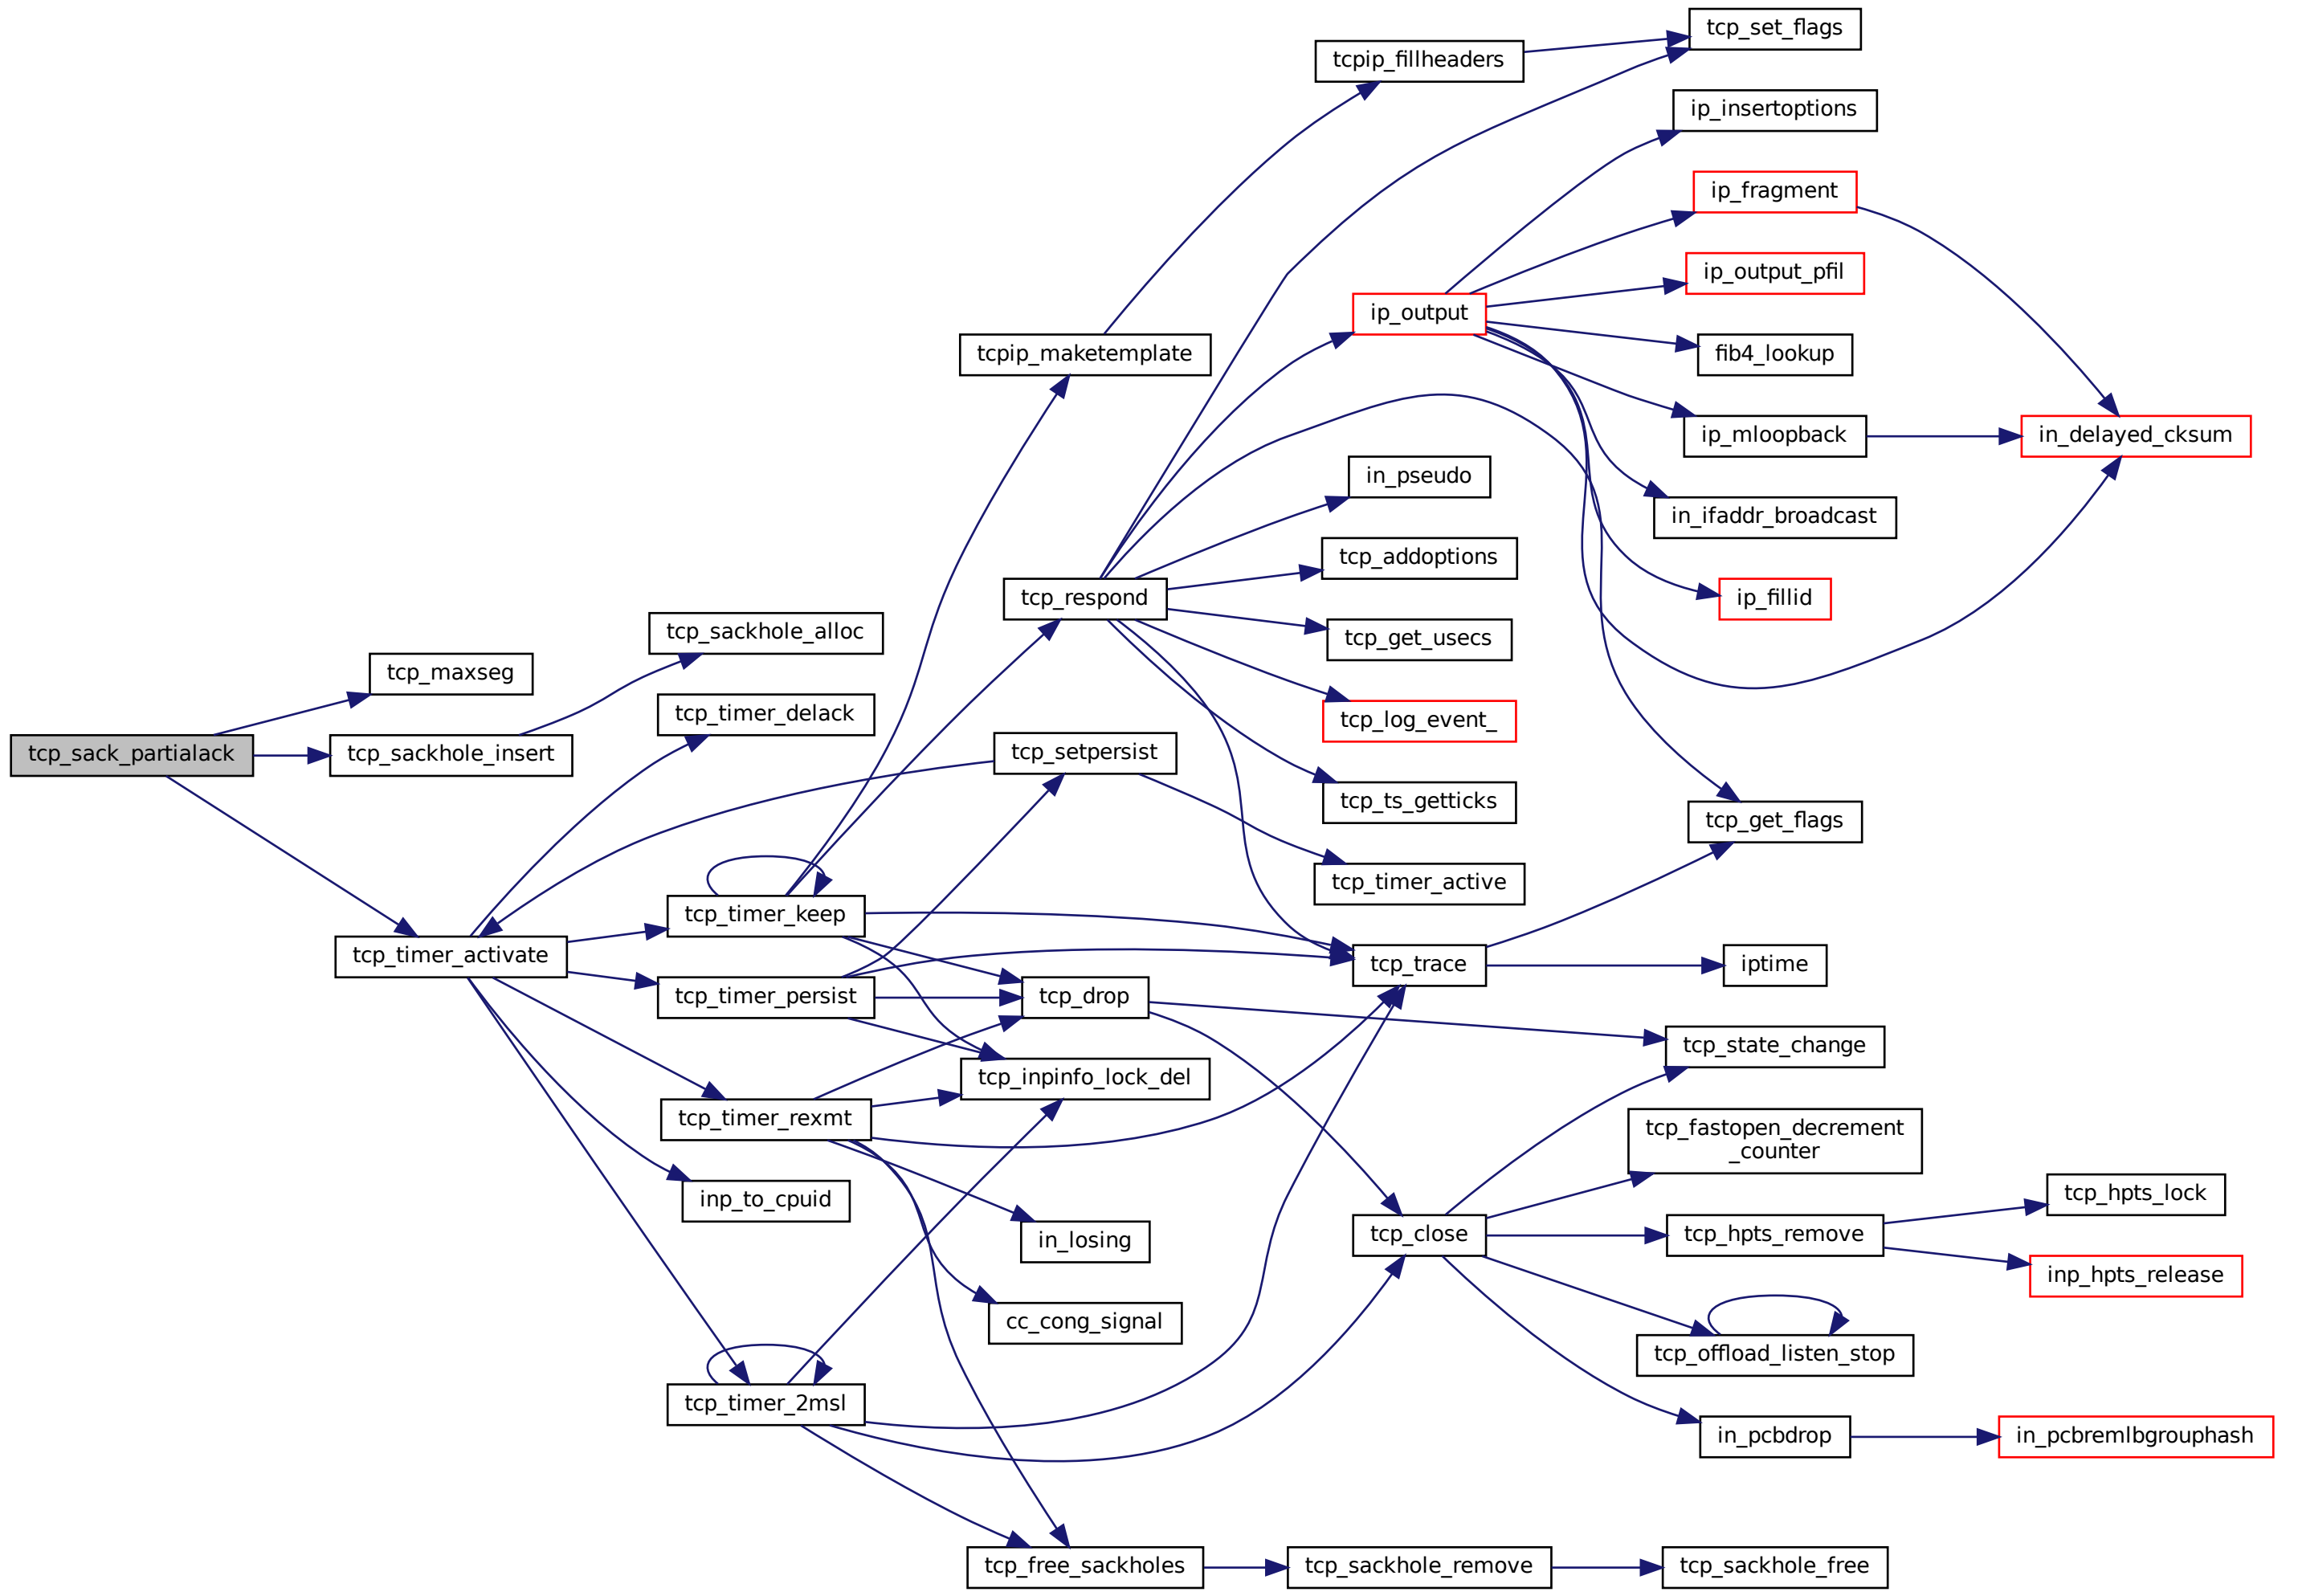 tcp_set_flags
tcpip_fillheaders
ip_insertoptions
ip_fragment
ip_output_pfil
ip_output
fib4_lookup
tcpip_maketemplate
ip_mloopback
in_delayed_cksum
in_pseudo
in_ifaddr_broadcast
tcp_addoptions
tcp_respond
ip_fillid
tcp_sackhole_alloc
tcp_get_usecs
tcp_maxseg
tcp_timer_delack
tcp_log_event_
tcp_sack_partialack
tcp_sackhole_insert
tcp_setpersist
tcp_ts_getticks
tcp_get_flags
tcp_timer_active
tcp_timer_keep
tcp_timer_activate
tcp_trace
iptime
tcp_timer_persist
tcp_drop
tcp_state_change
tcp_inpinfo_lock_del
tcp_timer_rexmt
tcp_fastopen_decrement
_counter
inp_to_cpuid
tcp_hpts_lock
in_losing
tcp_close
tcp_hpts_remove
inp_hpts_release
cc_cong_signal
tcp_offload_listen_stop
tcp_timer_2msl
in_pcbdrop
in_pcbremlbgrouphash
tcp_free_sackholes
tcp_sackhole_remove
tcp_sackhole_free